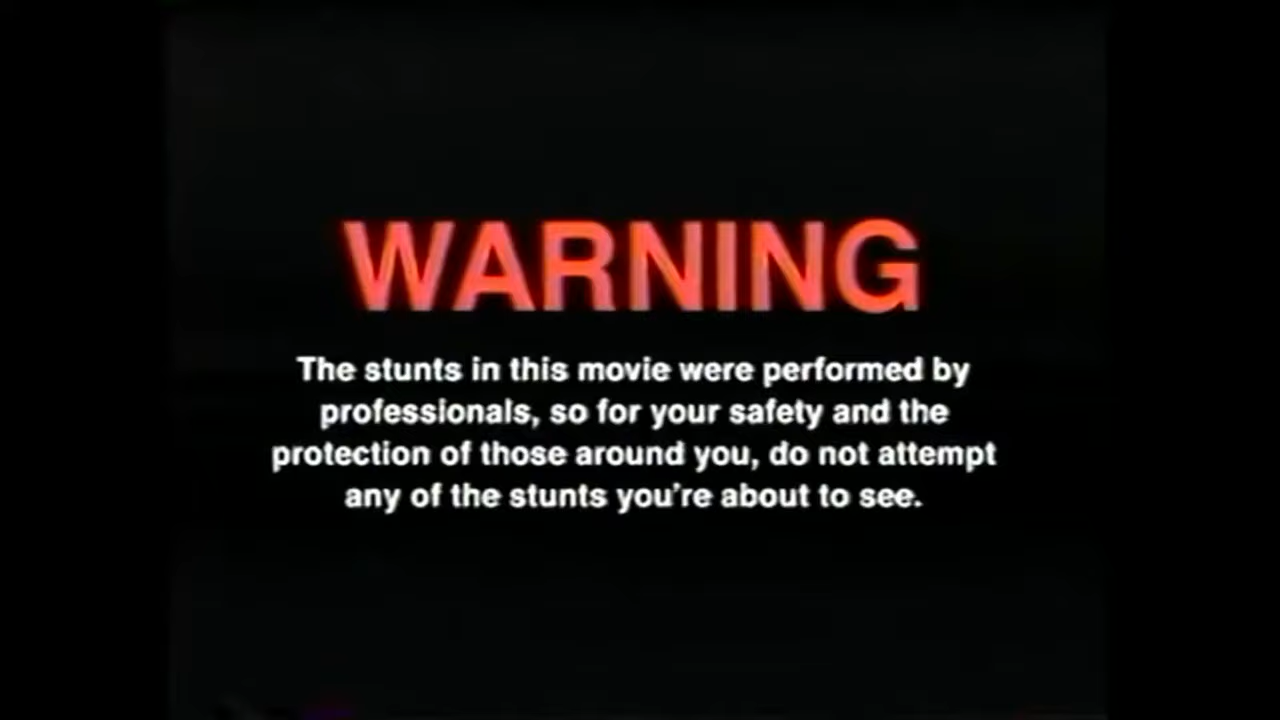 WARNING
The stunts in this movie were performed by
professionals, so for your safety and the
protection of those around you, do not attempt
any of the stunts you're about to see.